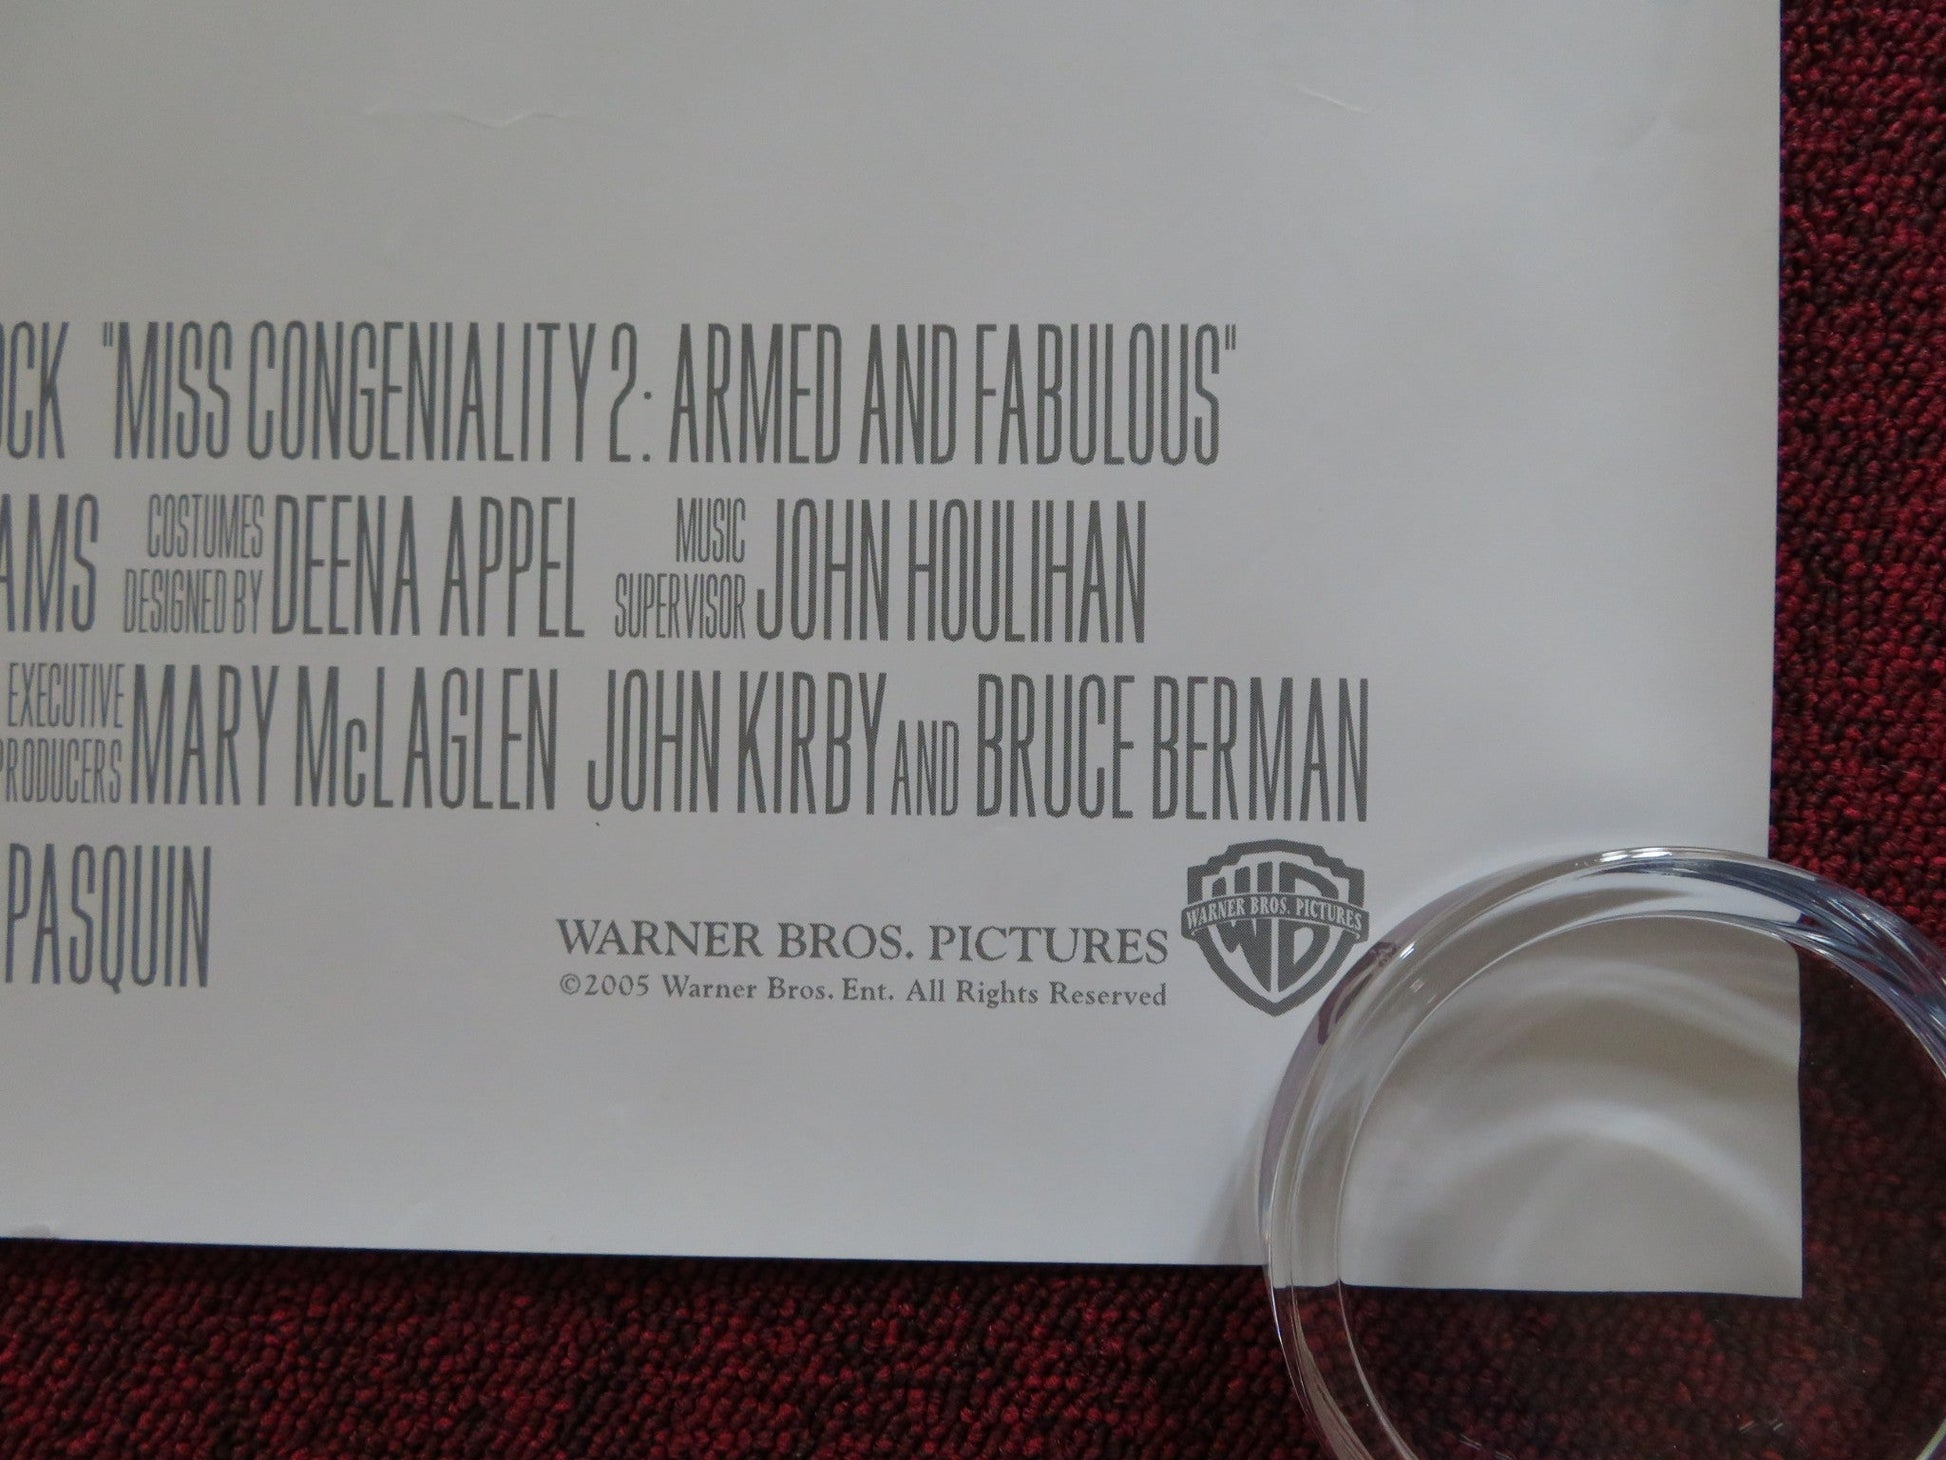 OCK "MISS CONGENIALITY 2: ARMED AND FABULOUS"
AMS COSTUMES DESIGNED BY DEENA APPEL MUSIC SUPERVISOR JOHN HOULIHAN
EXECUTIVE PRODUCERS MARY McLAGLEN JOHN KIRBY AND BRUCE BERMAN
PASQUIN
WARNER BROS. PICTURES
©2005 Warner Bros. Ent. All Rights Reserved
WB
WARNER BROS. PICTURES